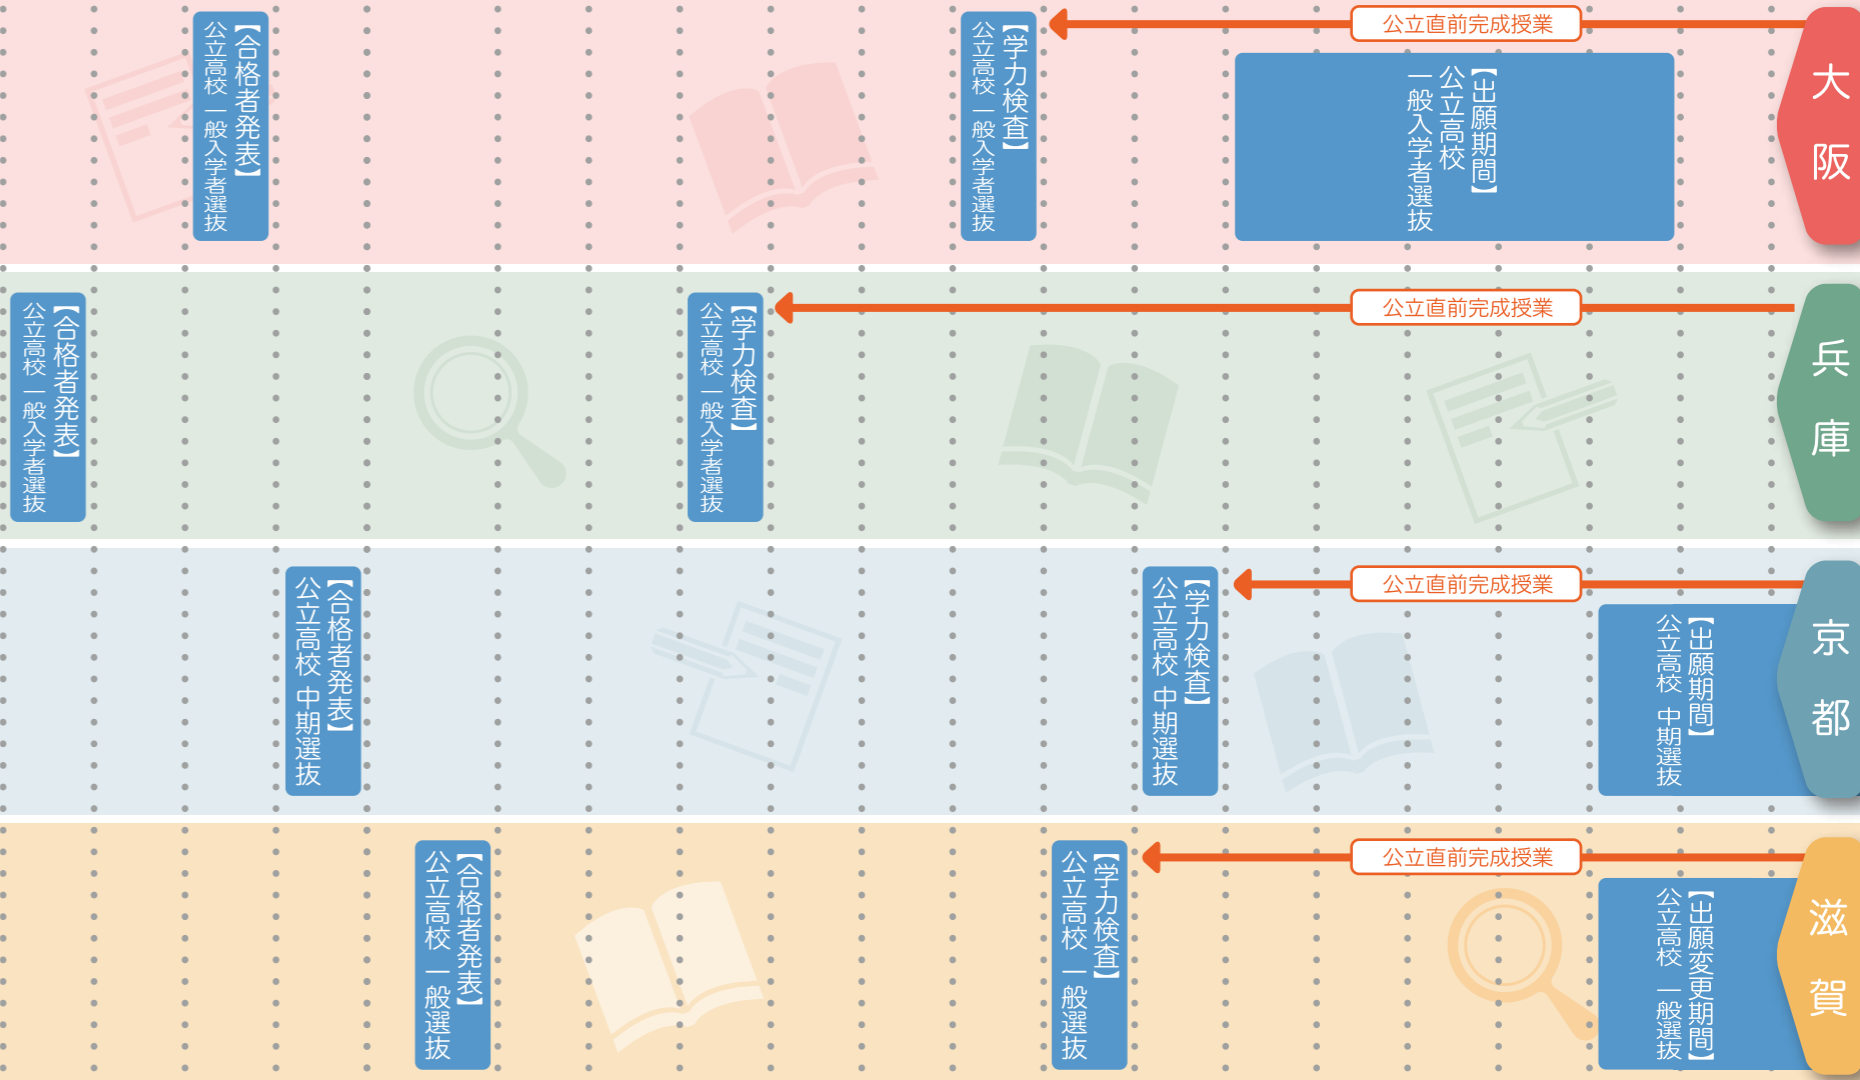 大阪
公立直前完成授業
【出願期間】
公立高校
一般入学者選抜
【学力検査】
公立高校 一般入学者選抜
【合格者発表】
公立高校 一般入学者選抜
兵庫
公立直前完成授業
【学力検査】
公立高校 一般入学者選抜
【合格者発表】
公立高校 一般入学者選抜
京都
公立直前完成授業
【出願期間】
公立高校 中期選抜
【学力検査】
公立高校 中期選抜
【合格者発表】
公立高校 中期選抜
滋賀
公立直前完成授業
【出願変更期間】
公立高校 一般選抜
【学力検査】
公立高校 一般選抜
【合格者発表】
公立高校 一般選抜